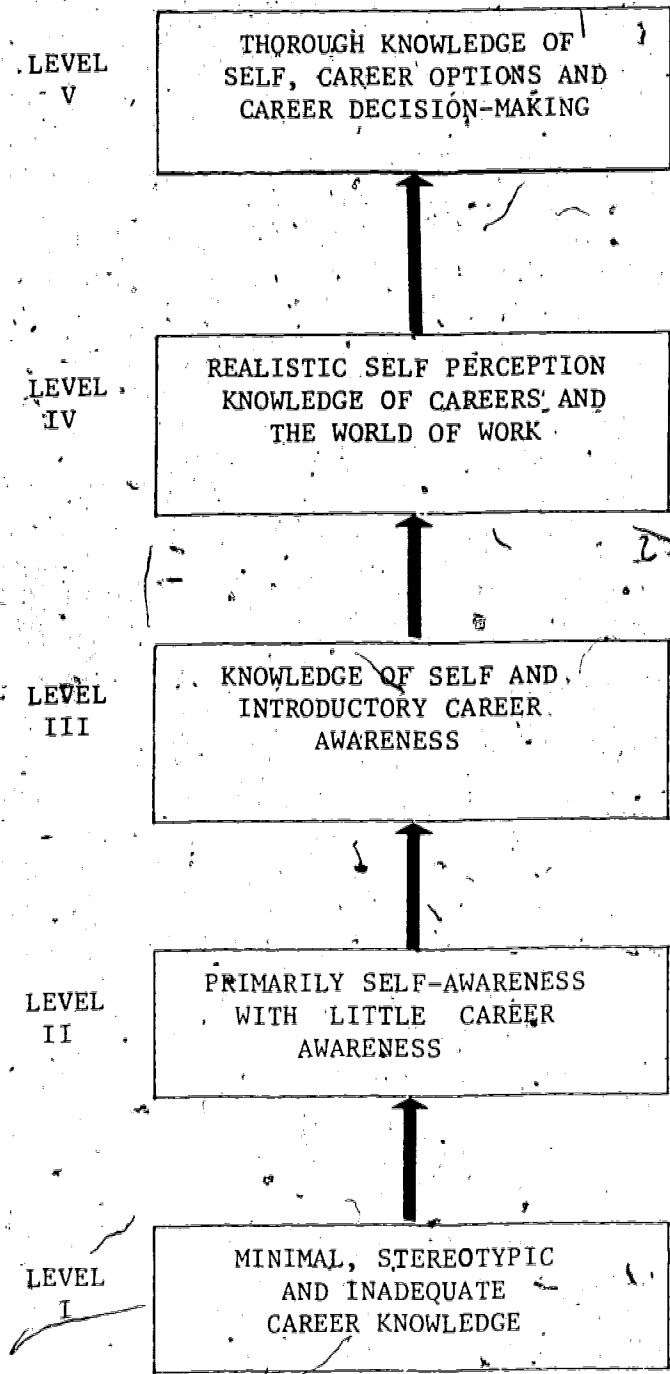 LEVEL
V
THOROUGH KNOWLEDGE OF
SELF, CAREER OPTIONS AND
CAREER DECISION-MAKING
LEVEL
IV
REALISTIC SELF PERCEPTION
KNOWLEDGE OF CAREERS AND
THE WORLD OF WORK
LEVEL
III
KNOWLEDGE OF SELF AND
INTRODUCTORY CAREER
AWARENESS
LEVEL
II
PRIMARILY SELF-AWARENESS
WITH LITTLE CAREER
AWARENESS
LEVEL
I
MINIMAL, STEREOTYPIC
AND INADEQUATE
CAREER KNOWLEDGE